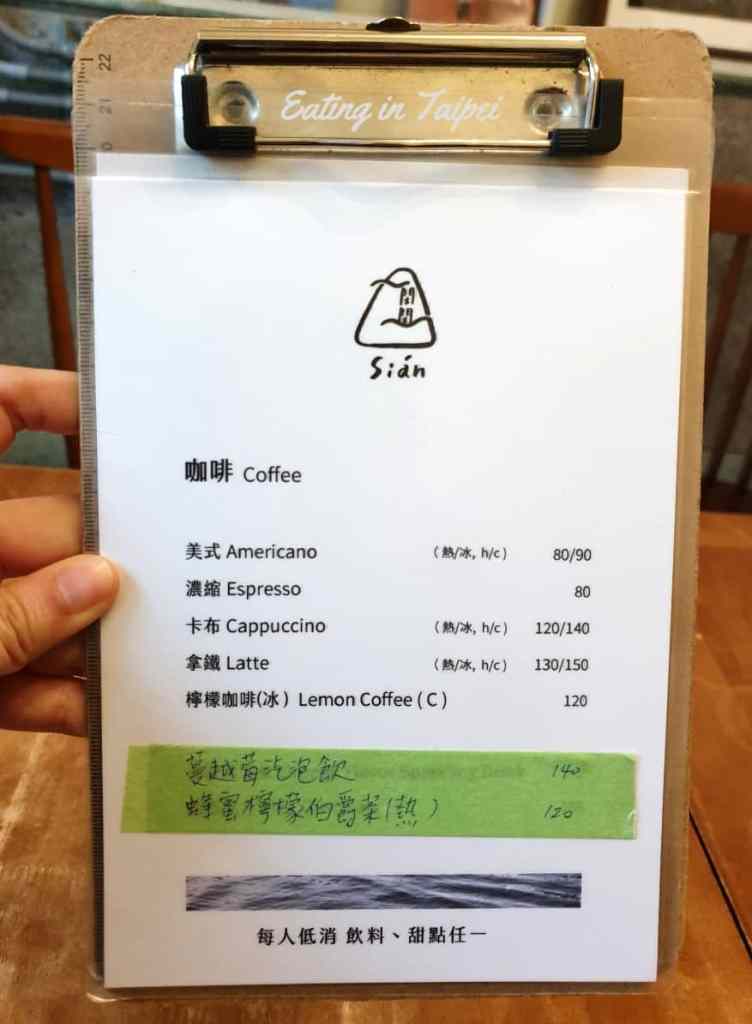 22
21
Eating in Taipei
Sián
咖啡 Coffee
美式 Americano (熱/冰, h/c) 80/90
濃縮 Espresso 80
卡布 Cappuccino (熱/冰, h/c) 120/140
拿鐵 Latte (熱/冰, h/c) 130/150
檸檬咖啡(冰) Lemon Coffee ( C ) 120
蔓越莓汽泡飲 140
蜂蜜檸檬伯爵茶(熱) 120
每人低消 飲料、甜點任一